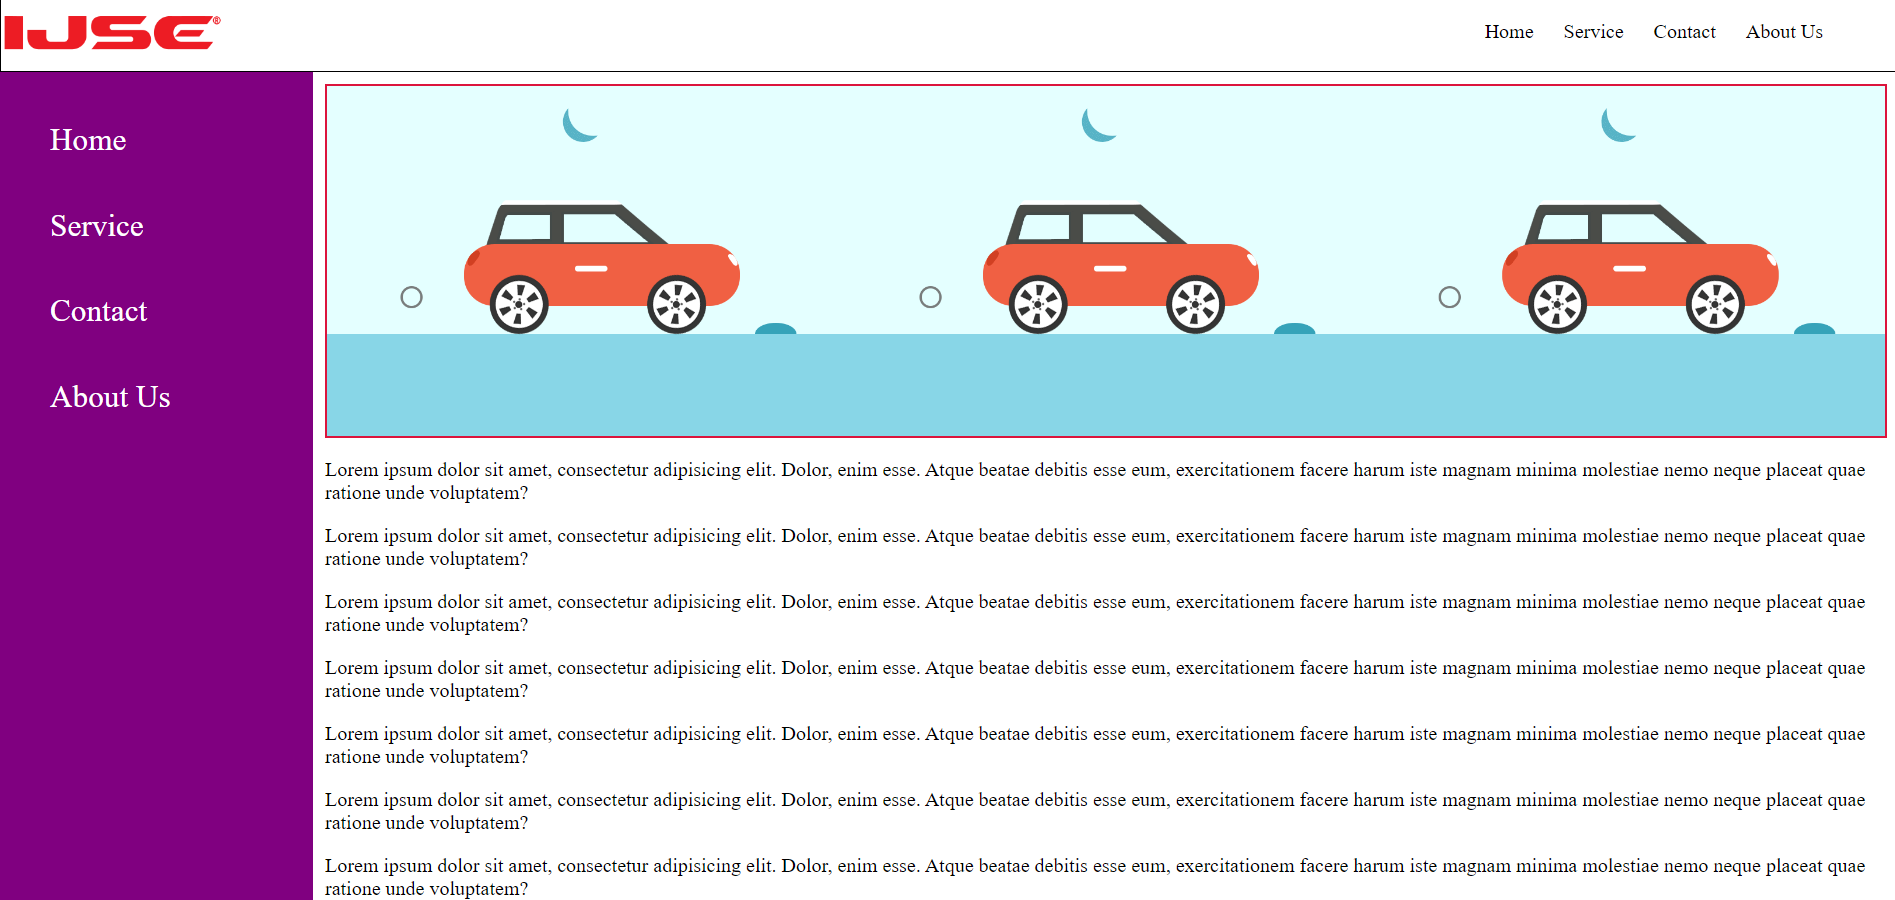 IJSE®
Home Service Contact About Us
Home
Service
Contact
About Us
Lorem ipsum dolor sit amet, consectetur adipisicing elit. Dolor, enim esse. Atque beatae debitis esse eum, exercitationem facere harum iste magnam minima molestiae nemo neque placeat quae
ratione unde voluptatem?
Lorem ipsum dolor sit amet, consectetur adipisicing elit. Dolor, enim esse. Atque beatae debitis esse eum, exercitationem facere harum iste magnam minima molestiae nemo neque placeat quae
ratione unde voluptatem?
Lorem ipsum dolor sit amet, consectetur adipisicing elit. Dolor, enim esse. Atque beatae debitis esse eum, exercitationem facere harum iste magnam minima molestiae nemo neque placeat quae
ratione unde voluptatem?
Lorem ipsum dolor sit amet, consectetur adipisicing elit. Dolor, enim esse. Atque beatae debitis esse eum, exercitationem facere harum iste magnam minima molestiae nemo neque placeat quae
ratione unde voluptatem?
Lorem ipsum dolor sit amet, consectetur adipisicing elit. Dolor, enim esse. Atque beatae debitis esse eum, exercitationem facere harum iste magnam minima molestiae nemo neque placeat quae
ratione unde voluptatem?
Lorem ipsum dolor sit amet, consectetur adipisicing elit. Dolor, enim esse. Atque beatae debitis esse eum, exercitationem facere harum iste magnam minima molestiae nemo neque placeat quae
ratione unde voluptatem?
Lorem ipsum dolor sit amet, consectetur adipisicing elit. Dolor, enim esse. Atque beatae debitis esse eum, exercitationem facere harum iste magnam minima molestiae nemo neque placeat quae
ratione unde voluptatem?